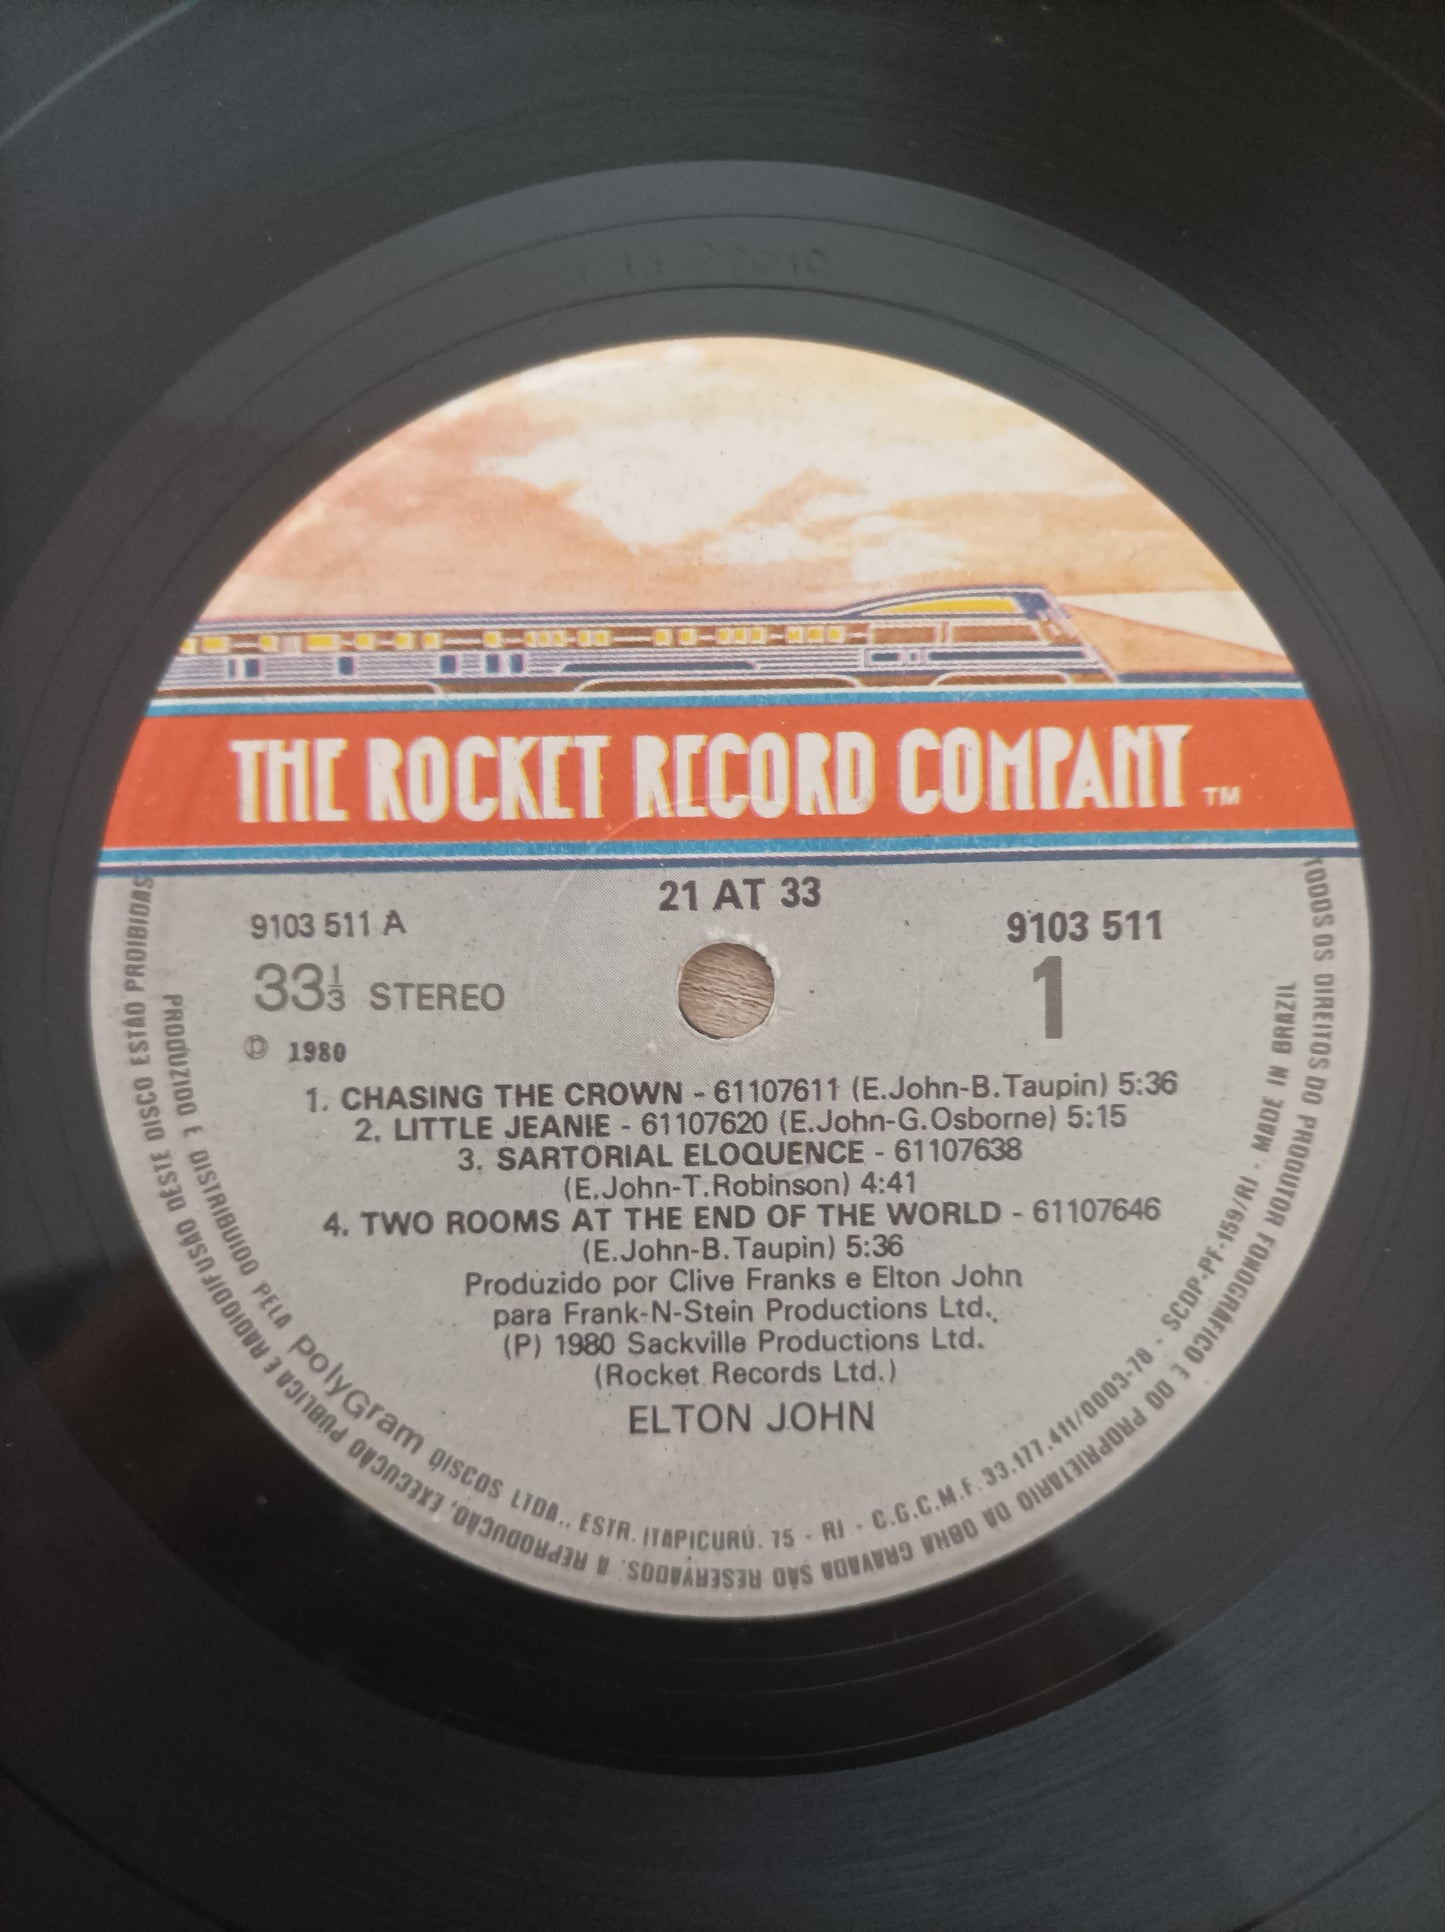 THE ROCKET RECORD COMPANY TM
21 AT 33
9103 511 A
9103 511
33 1/3 STEREO
1
Ⓟ 1980
1. CHASING THE CROWN - 61107611 (E.John-B.Taupin) 5:36
2. LITTLE JEANIE - 61107620 (E.John-G.Osborne) 5:15
3. SARTORIAL ELOQUENCE - 61107638
(E.John-T.Robinson) 4:41
4. TWO ROOMS AT THE END OF THE WORLD - 61107646
(E.John-B.Taupin) 5:36
Produzido por Clive Franks e Elton John
para Frank-N-Stein Productions Ltd.
(P) 1980 Sackville Productions Ltd.
(Rocket Records Ltd.)
ELTON JOHN
PRODUZIDO E DISTRIBUIDO PELA PolyGram DISCOS LTDA., ESTR. ITAPICURÚ, 75 - RJ - C.G.C.M.F. 33.177.411/0003-78 - SCDP-PF-159/RJ - MADE IN BRAZIL
TODOS OS DIREITOS DO PRODUTOR FONOGRÁFICO E DO PROPRIETÁRIO DA OBRA GRAVADA SÃO RESERVADOS. A REPRODUÇÃO, EXECUÇÃO PÚBLICA E RADIODIFUSÃO DESTE DISCO ESTÃO PROIBIDAS